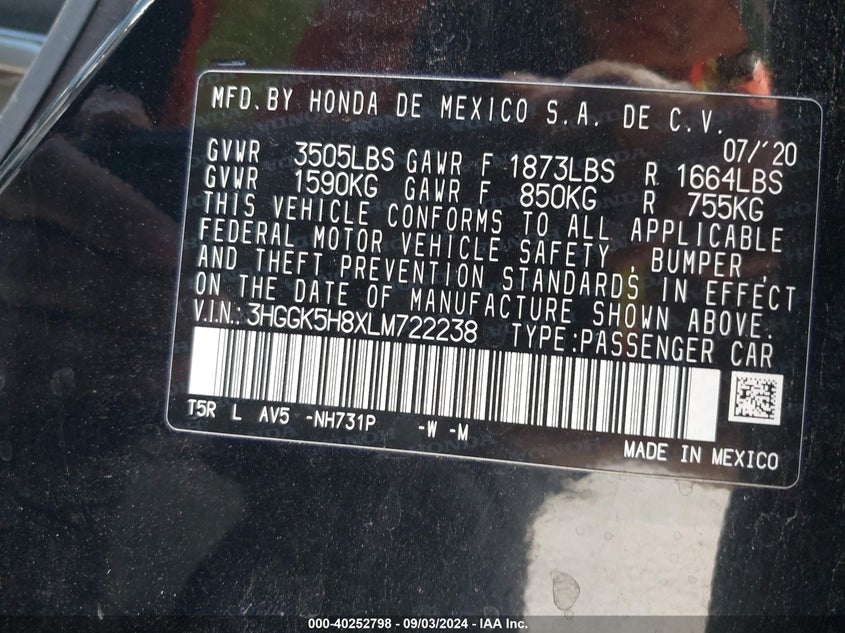 MFD. BY HONDA DE MEXICO S.A. DE C.V.
07/'20
GVWR 3505LBS GAWR F 1873LBS R 1664LBS
GVWR 1590KG GAWR F 850KG R 755KG
THIS VEHICLE CONFORMS TO ALL APPLICABLE
FEDERAL MOTOR VEHICLE SAFETY , BUMPER ,
AND THEFT PREVENTION STANDARDS IN EFFECT
ON THE DATE OF MANUFACTURE SHOWN ABOVE.
V.I.N.: 3HGGK5H8XLM722238 TYPE:PASSENGER CAR
T5R L AV5 -NH731P -W -M
MADE IN MEXICO
000-40252798 - 09/03/2024 - IAA Inc.